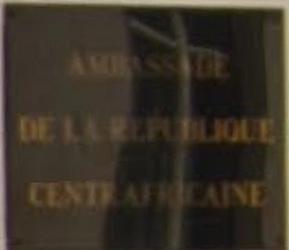 AMBASSADE
DE LA REPUBLIQUE
CENTRAFRICAINE